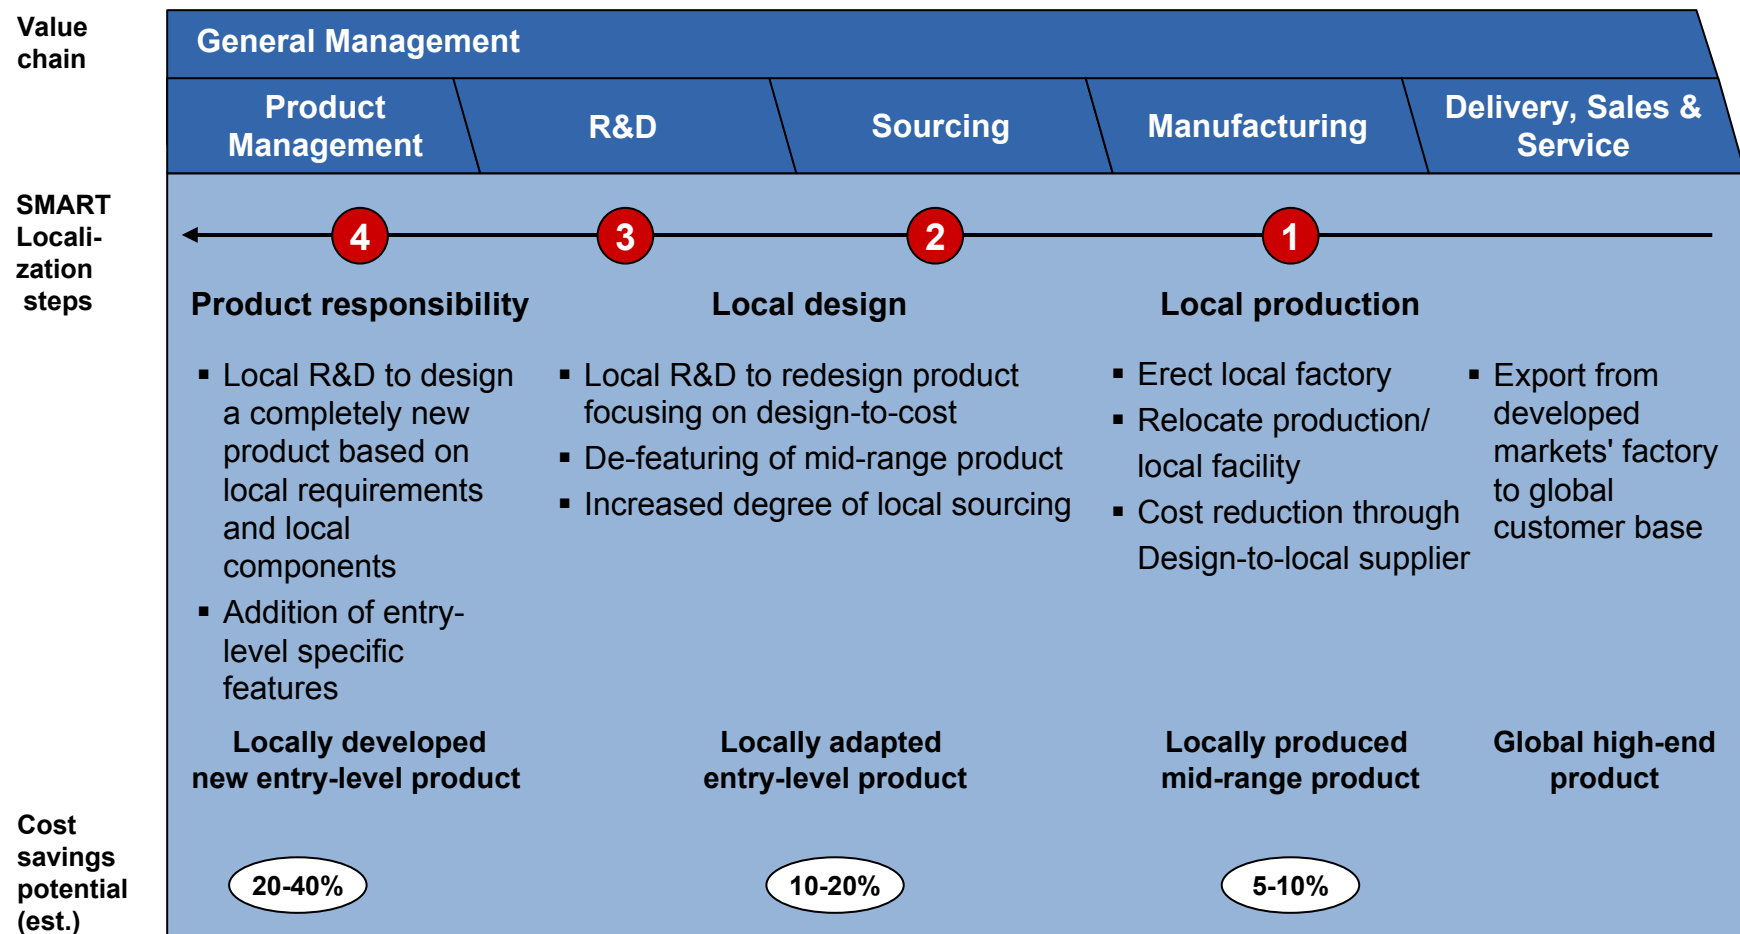 Value
chain
General Management
Product
Management
R&D
Sourcing
Manufacturing
Delivery, Sales &
Service
SMART
Locali-
zation
steps
4
3
2
1
Product responsibility
▪ Local R&D to design
a completely new
product based on
local requirements
and local
components
▪ Addition of entry-
level specific
features
Local design
▪ Local R&D to redesign product
focusing on design-to-cost
▪ De-featuring of mid-range product
▪ Increased degree of local sourcing
Local production
▪ Erect local factory
▪ Relocate production/
local facility
▪ Cost reduction through
Design-to-local supplier
▪ Export from
developed
markets' factory
to global
customer base
Locally developed
new entry-level product
Locally adapted
entry-level product
Locally produced
mid-range product
Global high-end
product
Cost
savings
potential
(est.)
20-40%
10-20%
5-10%